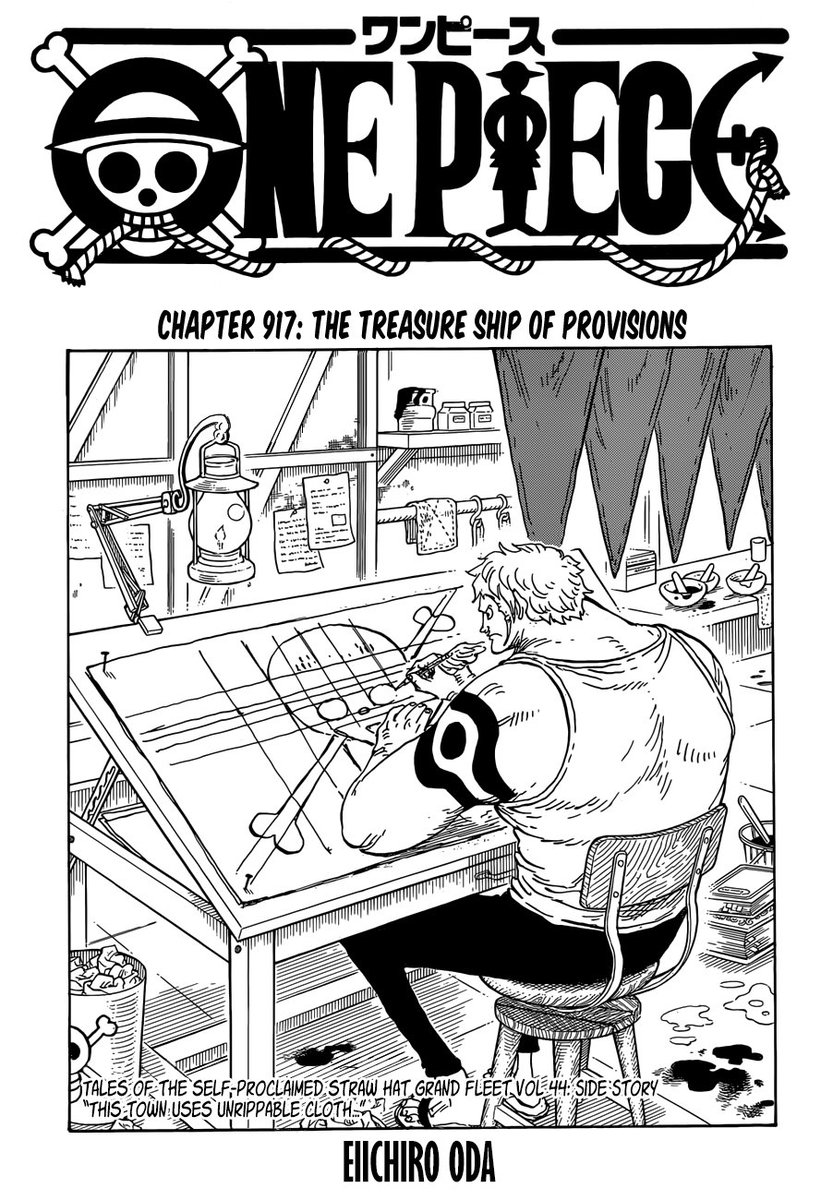 ワンピース
ONE PIECE
CHAPTER 917: THE TREASURE SHIP OF PROVISIONS
TALES OF THE SELF-PROCLAIMED STRAW HAT GRAND FLEET VOL 44: SIDE STORY
"THIS TOWN USES UNRIPPABLE CLOTH..."
EIICHIRO ODA